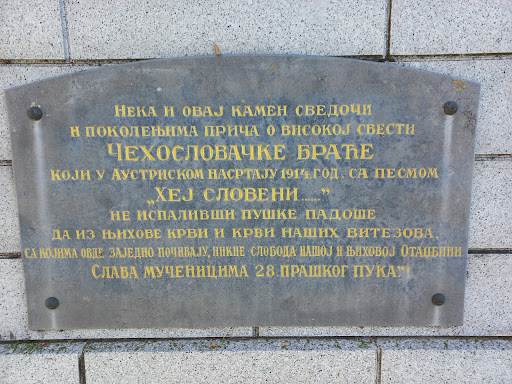 Нека и овај камен сведочи
и поколењима прича о високој свести
Чехословачке браће
који у Аустриском насртају 1914. год. са песмом
„Хеј Словени......”
не испаливши пушке падоше
да из њихове крви и крви наших витезова,
са којима овде заједно почивају, никне слобода нашој и њиховој Отаџбини
Слава мученицима 28. прашког пука!”!